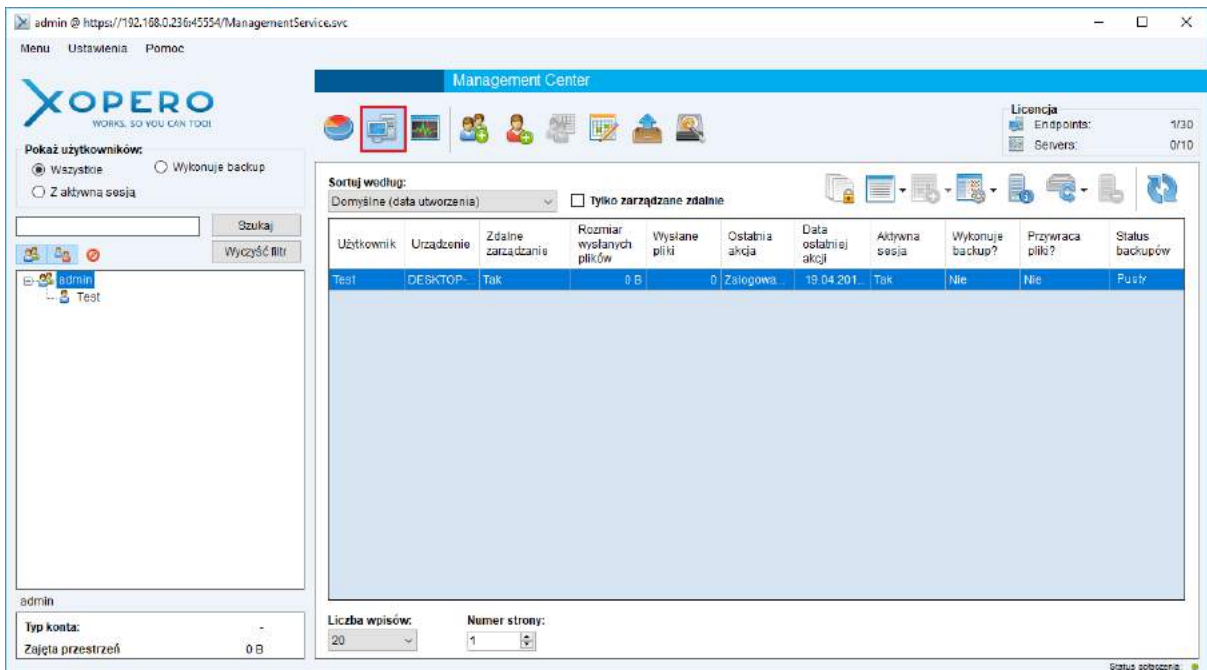 admin @ https://192.168.0.236:45554/ManagementService.svc
Menu Ustawienia Pomoc
XOPERO
WORKS, SO YOU CAN TOO!
Management Center
Licencja
Endpoints: 1/30
Servers: 0/10
Pokaż użytkowników:
Wszystkie
Wykonuje backup
Z aktywną sesją
Szukaj
Wyczyść filtr
admin
Test
Sortuj według:
Domyślne (data utworzenia)
Tylko zarządzane zdalnie
Użytkownik Urządzenie Zdalne zarządzanie Rozmiar wysłanych plików Wysłane pliki Ostatnia akcja Data ostatniej akcji Aktywna sesja Wykonuje backup? Przywraca pliki? Status backupów
Test DESKTOP-... Tak 0 B 0 Zalogowa... 19.04.201... Tak Nie Nie Pusty
admin
Typ konta: -
Zajęta przestrzeń 0 B
Liczba wpisów:
20
Numer strony:
1
Status połączenia